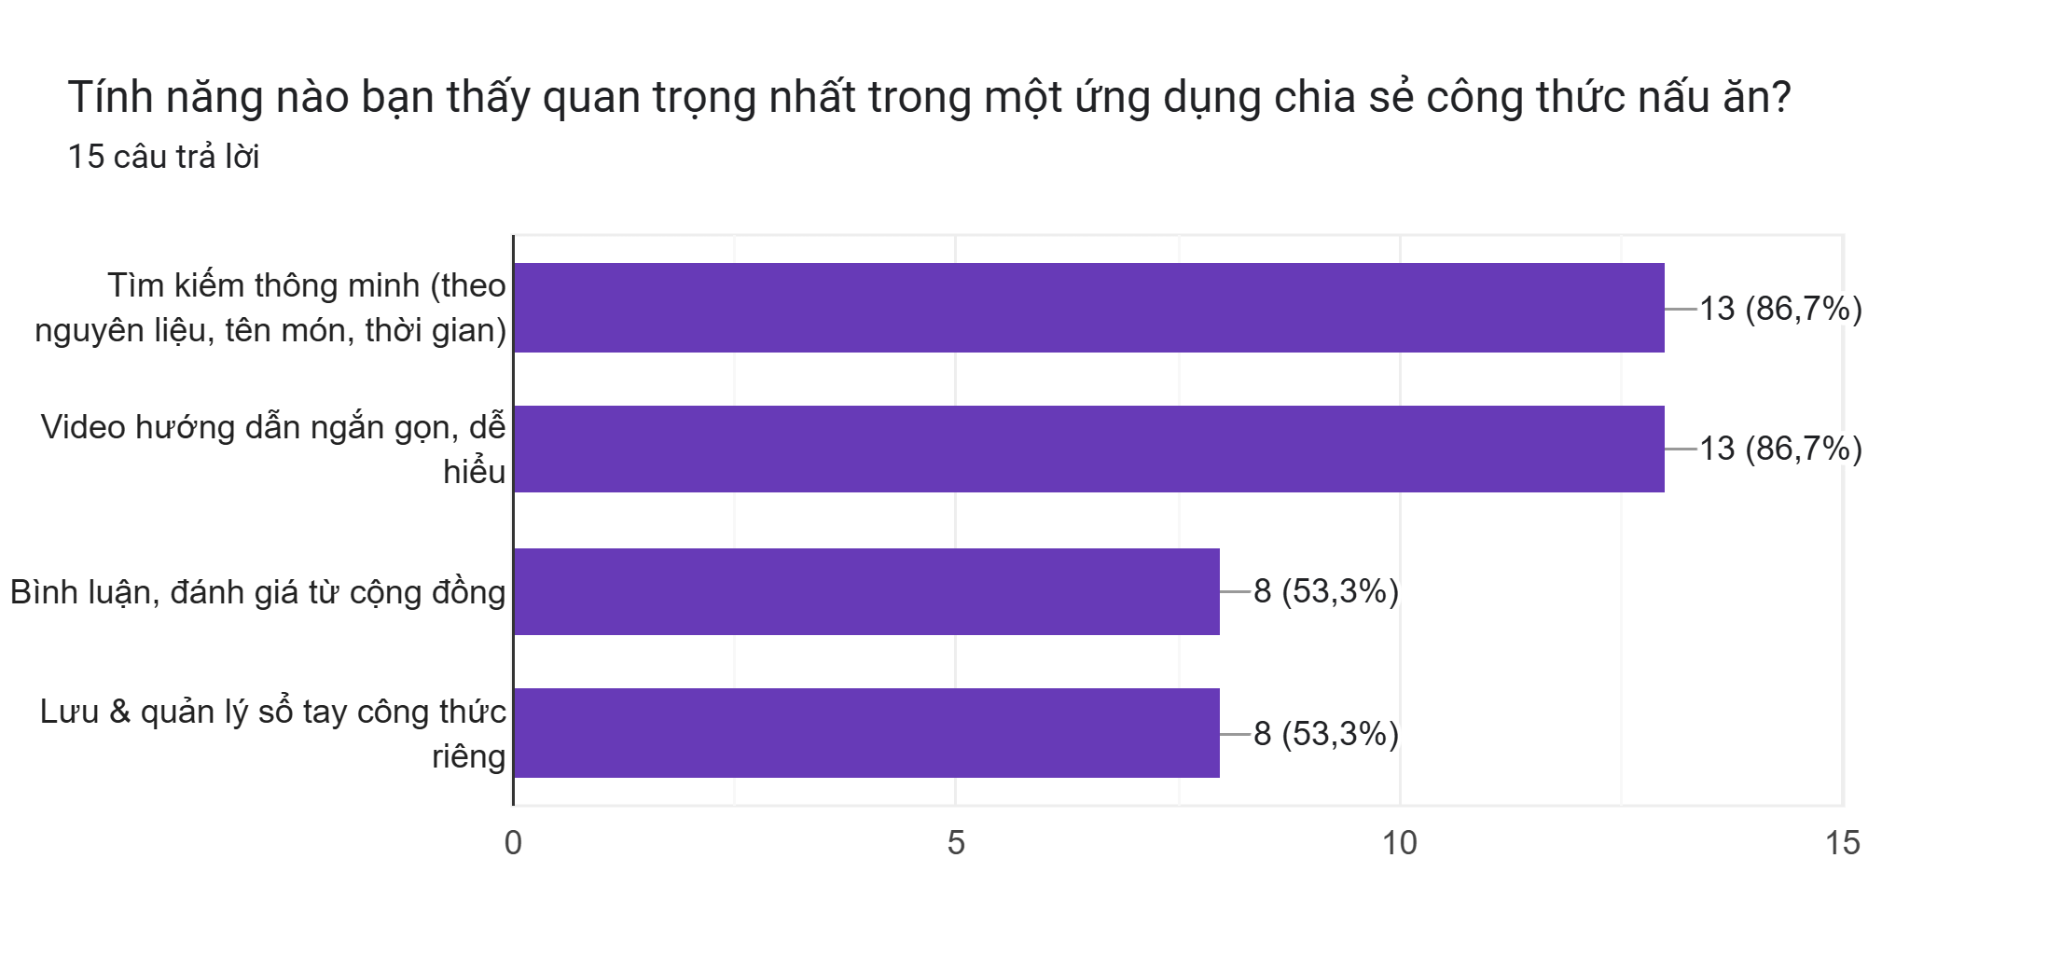 Tính năng nào bạn thấy quan trọng nhất trong một ứng dụng chia sẻ công thức nấu ăn?
15 câu trả lời
Tìm kiếm thông minh (theo
nguyên liệu, tên món, thời gian)
13 (86,7%)
Video hướng dẫn ngắn gọn, dễ
hiểu
13 (86,7%)
Bình luận, đánh giá từ cộng đồng
8 (53,3%)
Lưu & quản lý sổ tay công thức
riêng
8 (53,3%)
0 5 10 15